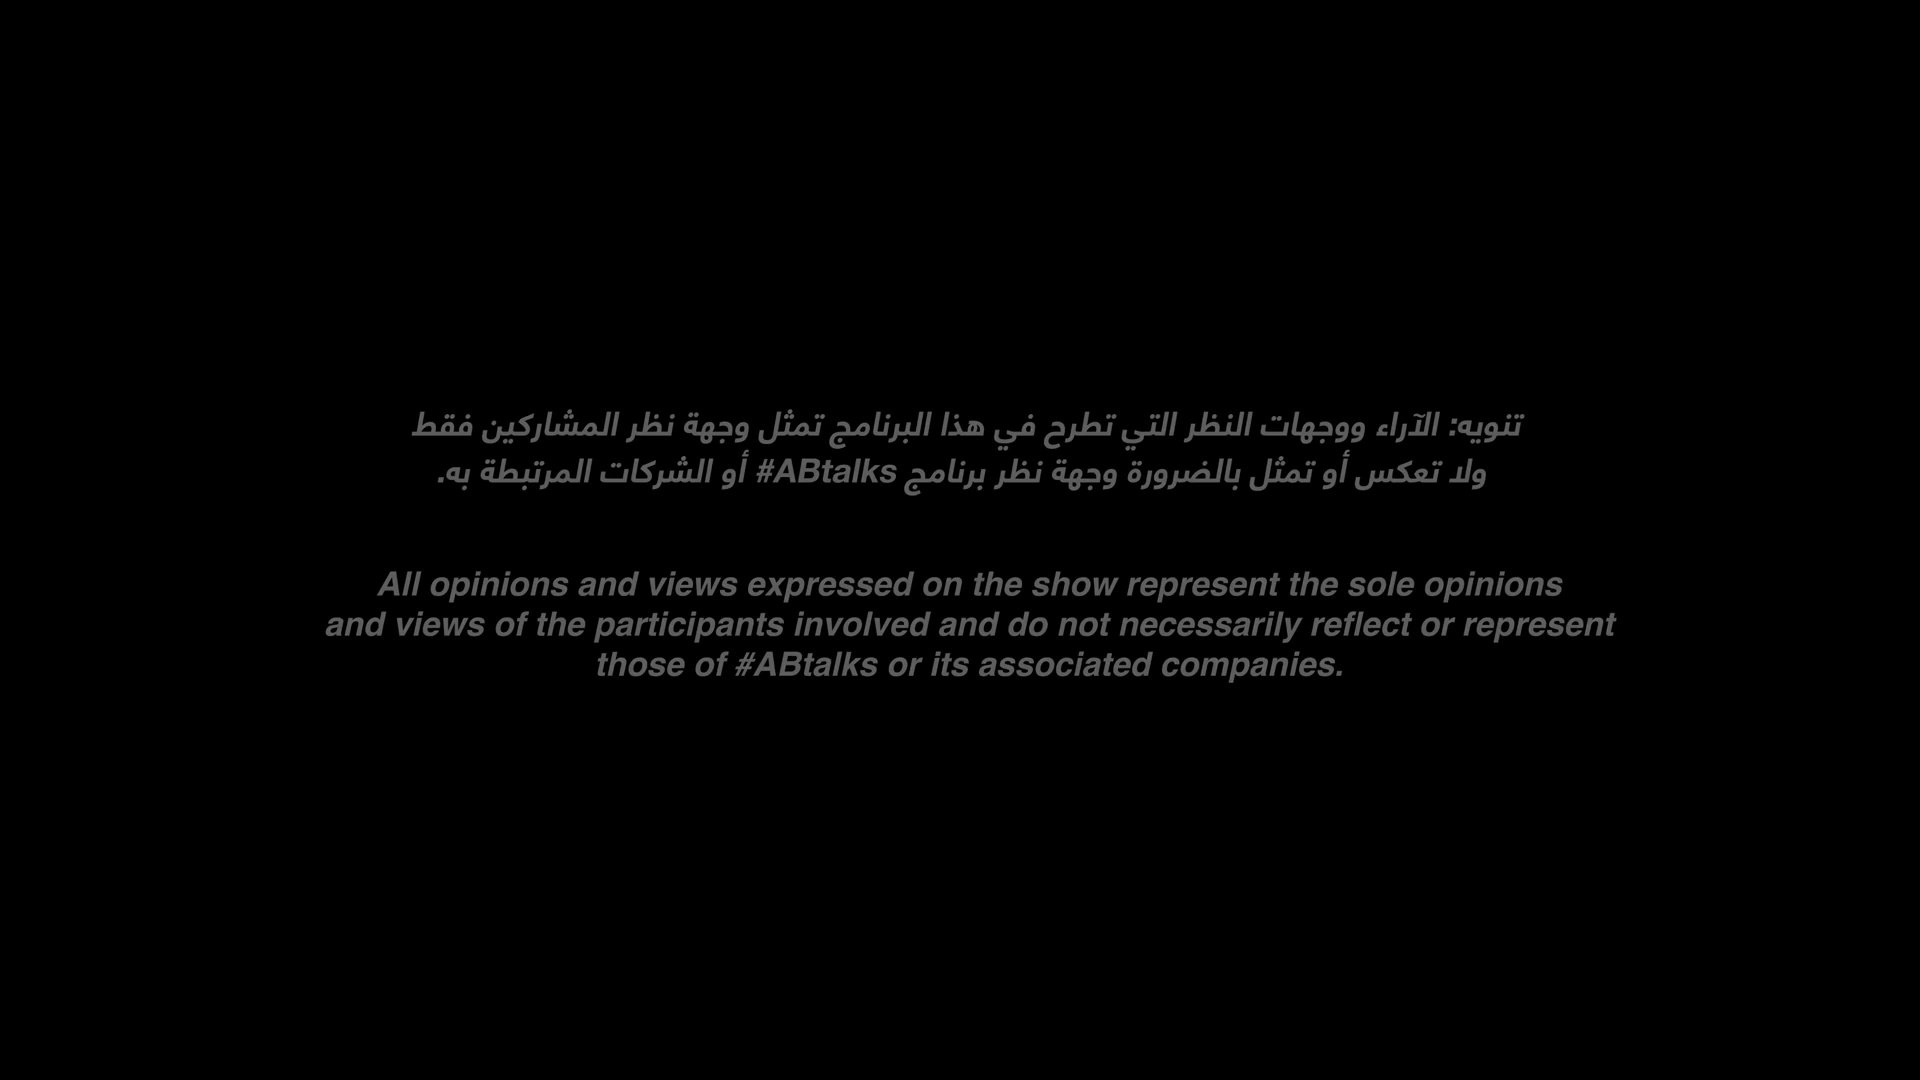 تنويه: الآراء ووجهات النظر التي تطرح في هذا البرنامج تمثل وجهة نظر المشاركين فقط
ولا تعكس أو تمثل بالضرورة وجهة نظر برنامج #ABtalks أو الشركات المرتبطة به.
All opinions and views expressed on the show represent the sole opinions
and views of the participants involved and do not necessarily reflect or represent
those of #ABtalks or its associated companies.